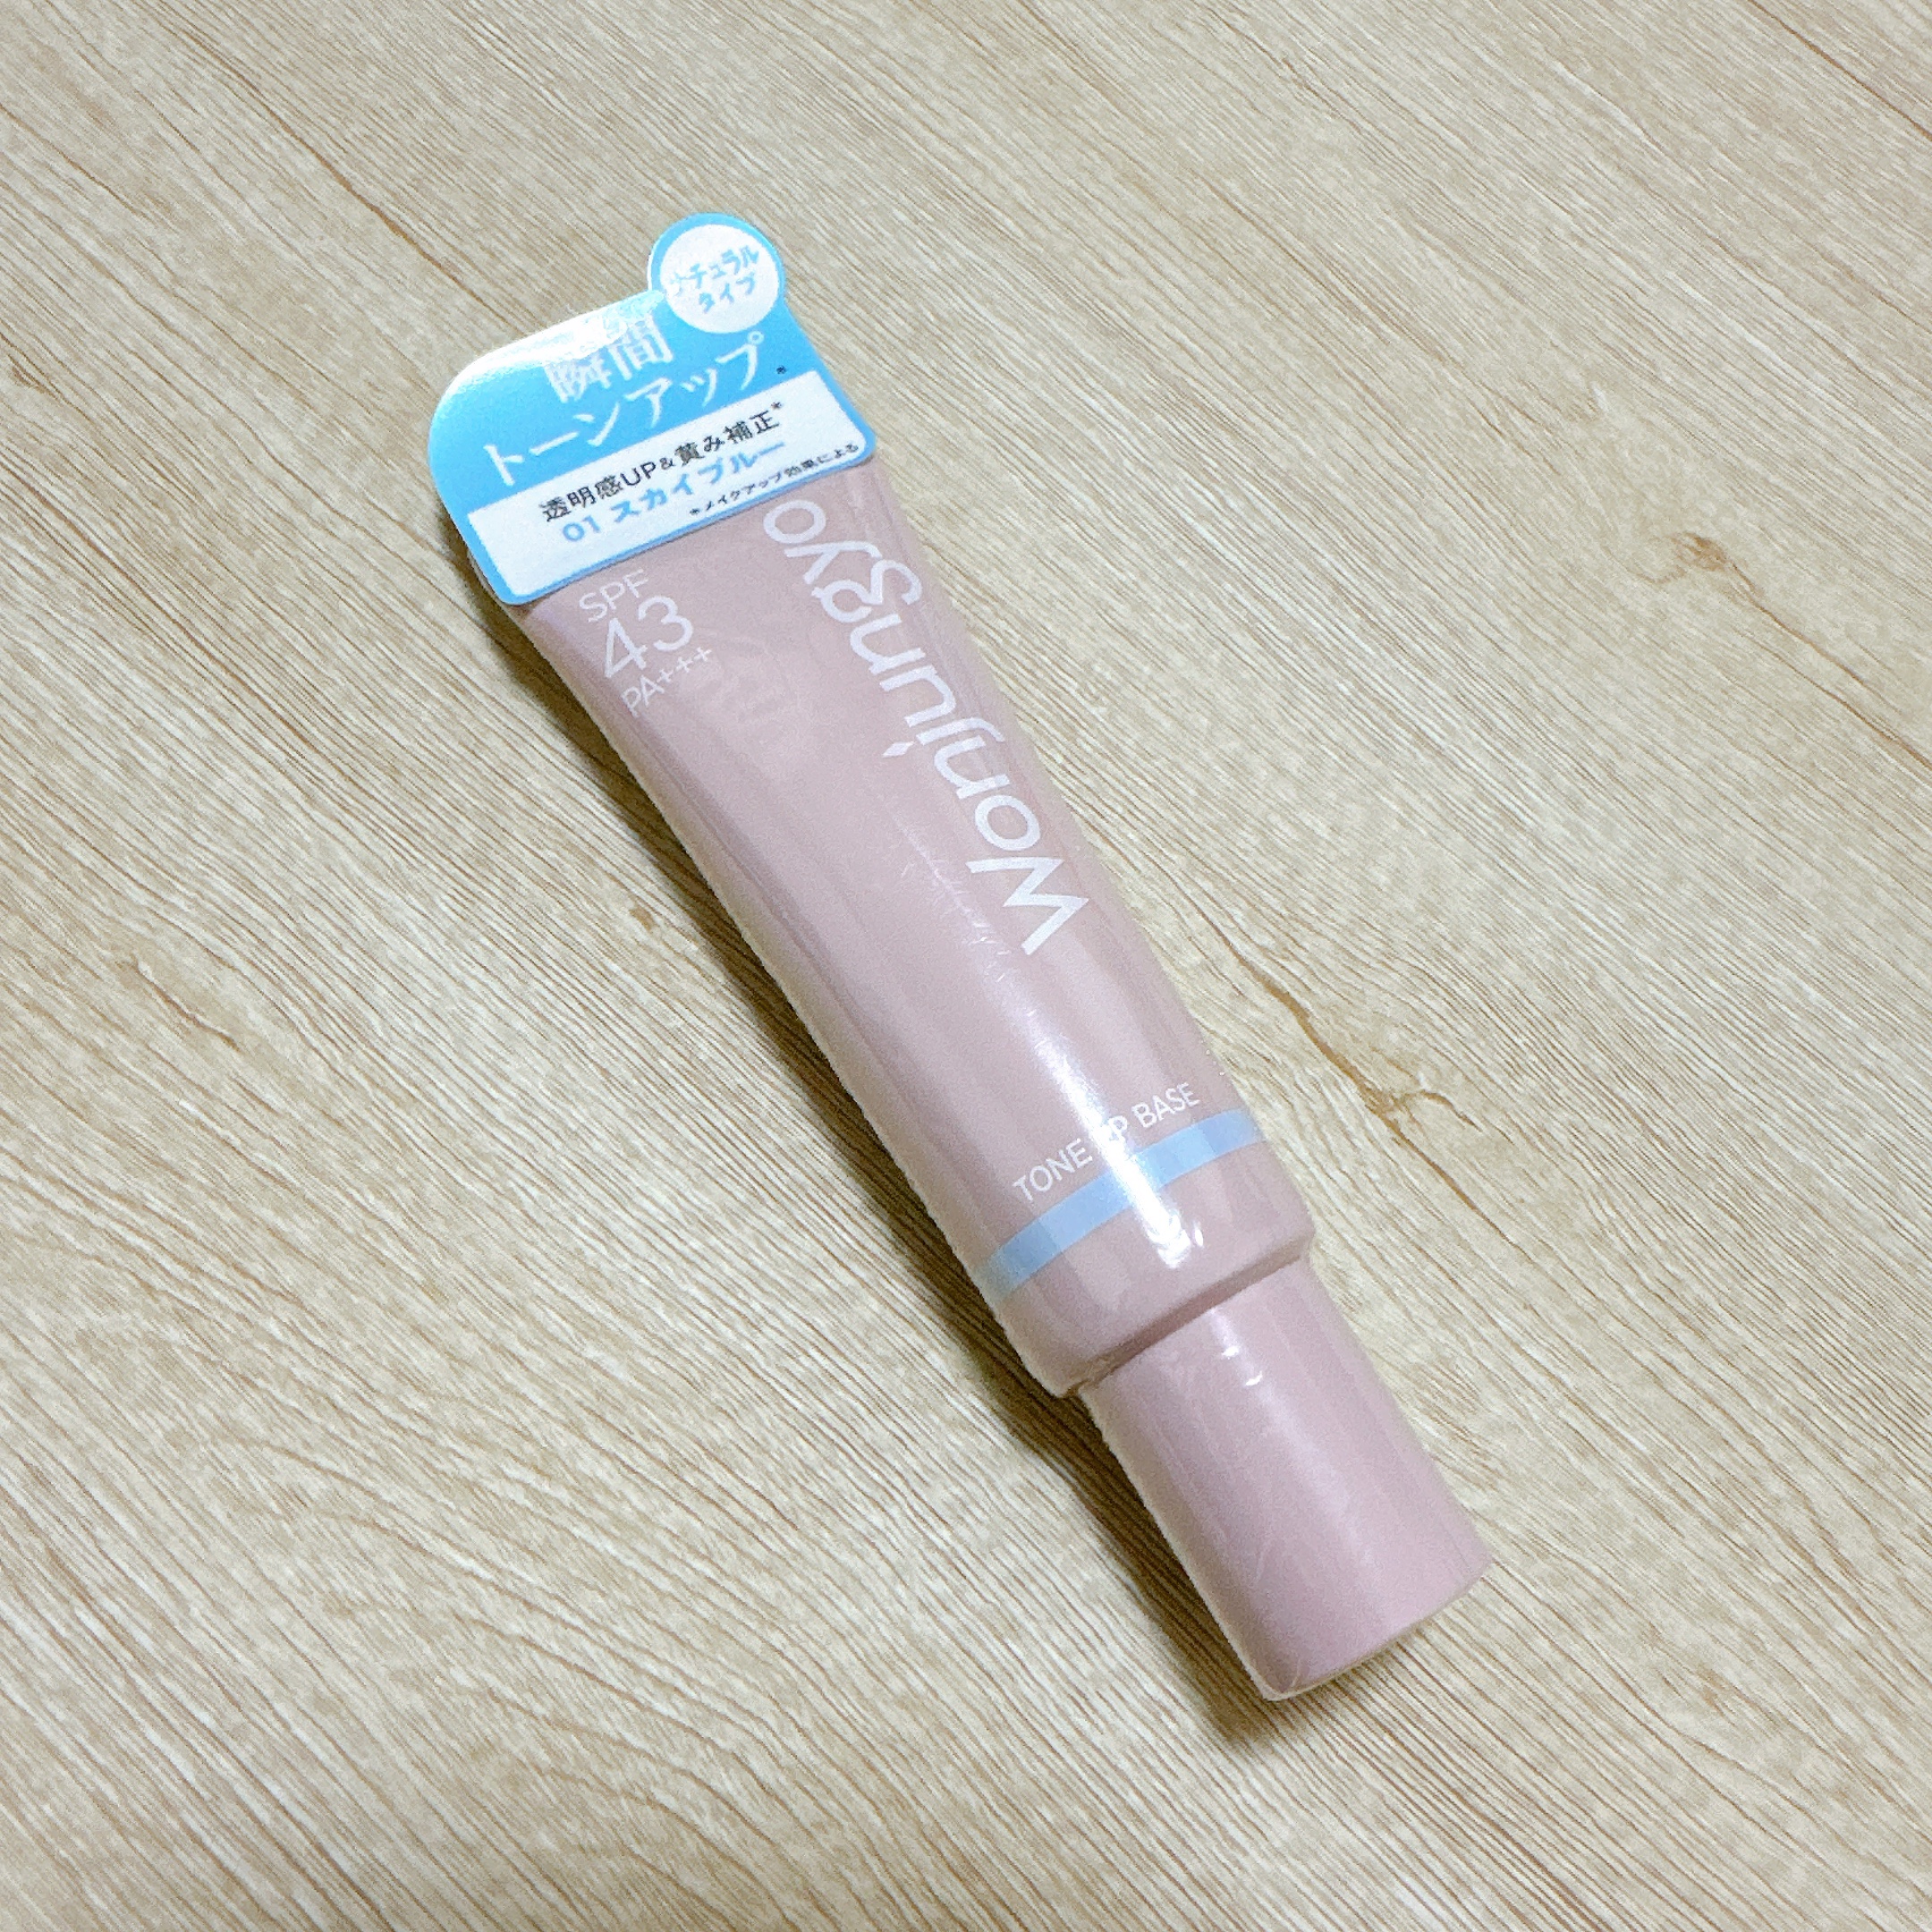 ナチュラル
タイプ
瞬間
トーンアップ*
透明感UP&黄み補正*
01 スカイブルー
*メイクアップ効果による
SPF
43
PA+++
Wonjungyo
TONE UP BASE